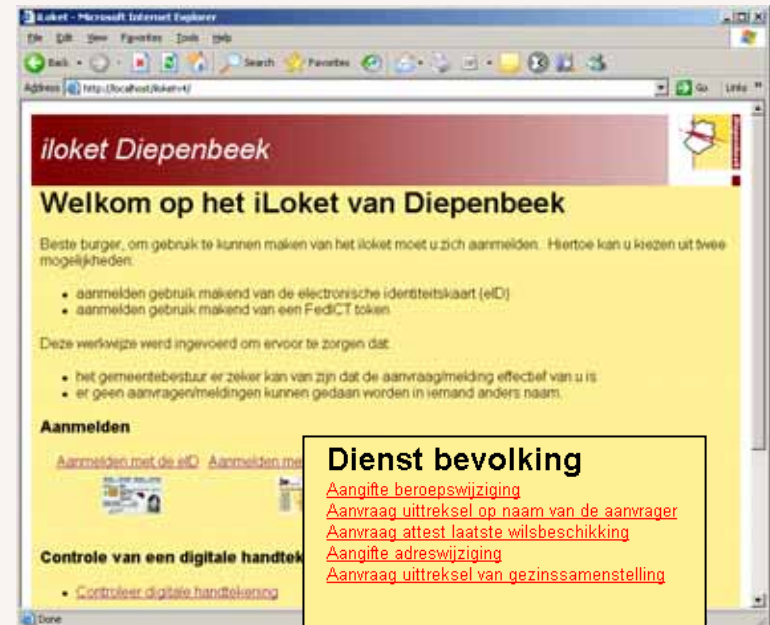 iLoket - Microsoft Internet Explorer
File Edit View Favorites Tools Help
Back Search Favorites
Address http://localhost/iloketv4/ Go Links »
iloket Diepenbeek
Welkom op het iLoket van Diepenbeek
Beste burger, om gebruik te kunnen maken van het iloket moet u zich aanmelden. Hiertoe kan u kiezen uit twee
mogelijkheden:
• aanmelden gebruik makend van de electronische identiteitskaart (eID)
• aanmelden gebruik makend van een FedICT token
Deze werkwijze werd ingevoerd om ervoor te zorgen dat
• het gemeentebestuur er zeker kan van zijn dat de aanvraag/melding effectief van u is
• er geen aanvragen/meldingen kunnen gedaan worden in iemand anders naam.
Aanmelden
Aanmelden met de eID Aanmelden me
Controle van een digitale handtek
• Controleer digitale handtekening
Done
Dienst bevolking
Aangifte beroepswijziging
Aanvraag uittreksel op naam van de aanvrager
Aanvraag attest laatste wilsbeschikking
Aangifte adreswijziging
Aanvraag uittreksel van gezinssamenstelling